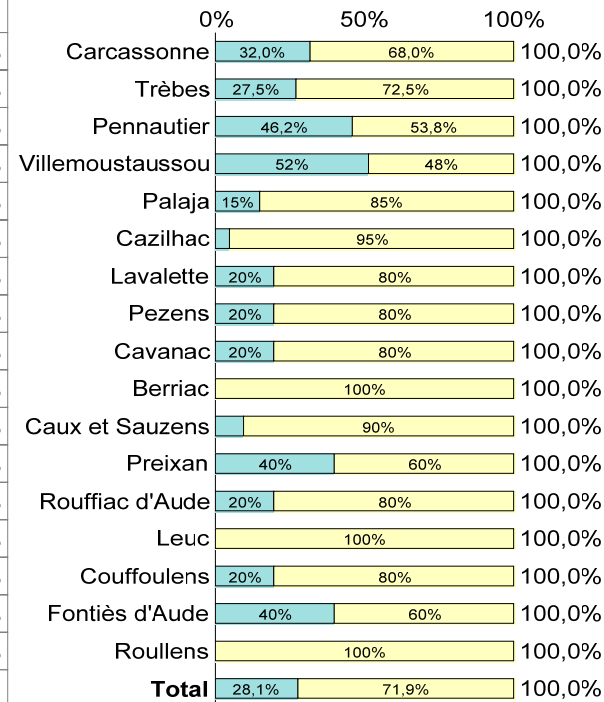 0% 50% 100%
Carcassonne 32,0% 68,0% 100,0%
Trèbes 27,5% 72,5% 100,0%
Pennautier 46,2% 53,8% 100,0%
Villemoustaussou 52% 48% 100,0%
Palaja 15% 85% 100,0%
Cazilhac 95% 100,0%
Lavalette 20% 80% 100,0%
Pezens 20% 80% 100,0%
Cavanac 20% 80% 100,0%
Berriac 100% 100,0%
Caux et Sauzens 90% 100,0%
Preixan 40% 60% 100,0%
Rouffiac d'Aude 20% 80% 100,0%
Leuc 100% 100,0%
Couffoulens 20% 80% 100,0%
Fontiès d'Aude 40% 60% 100,0%
Roullens 100% 100,0%
Total 28,1% 71,9% 100,0%